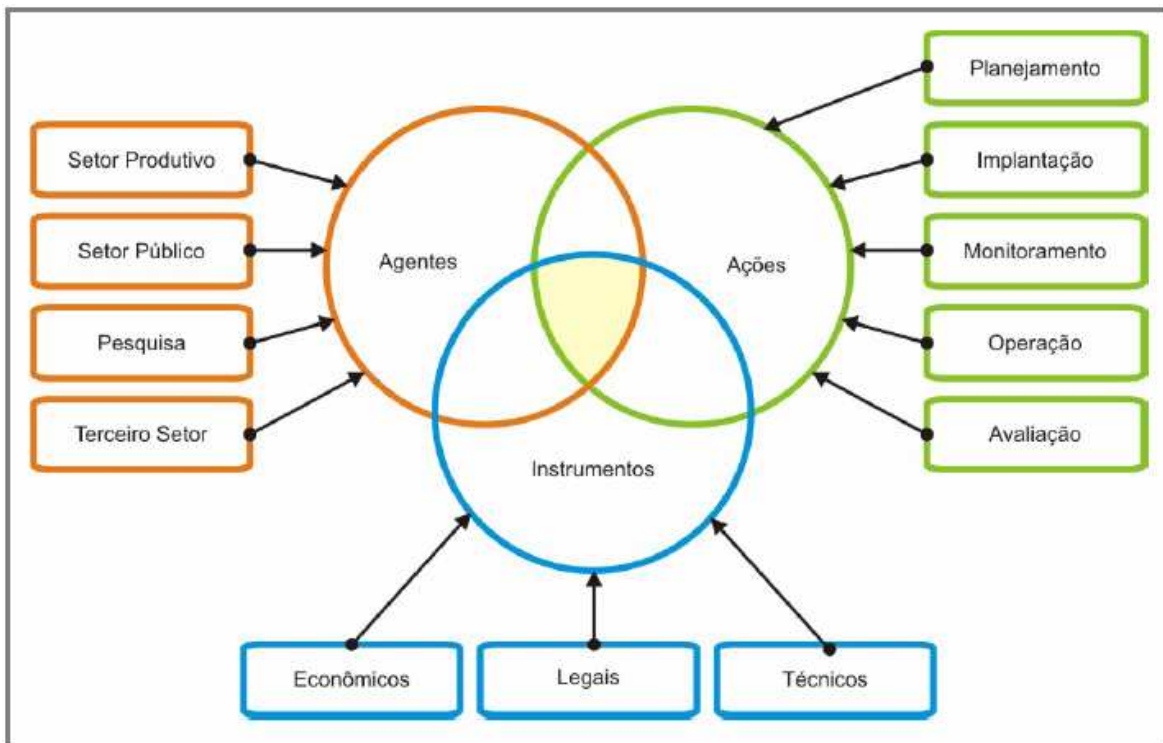 Setor Produtivo
Setor Público
Pesquisa
Terceiro Setor
Agentes
Ações
Instrumentos
Planejamento
Implantação
Monitoramento
Operação
Avaliação
Econômicos
Legais
Técnicos